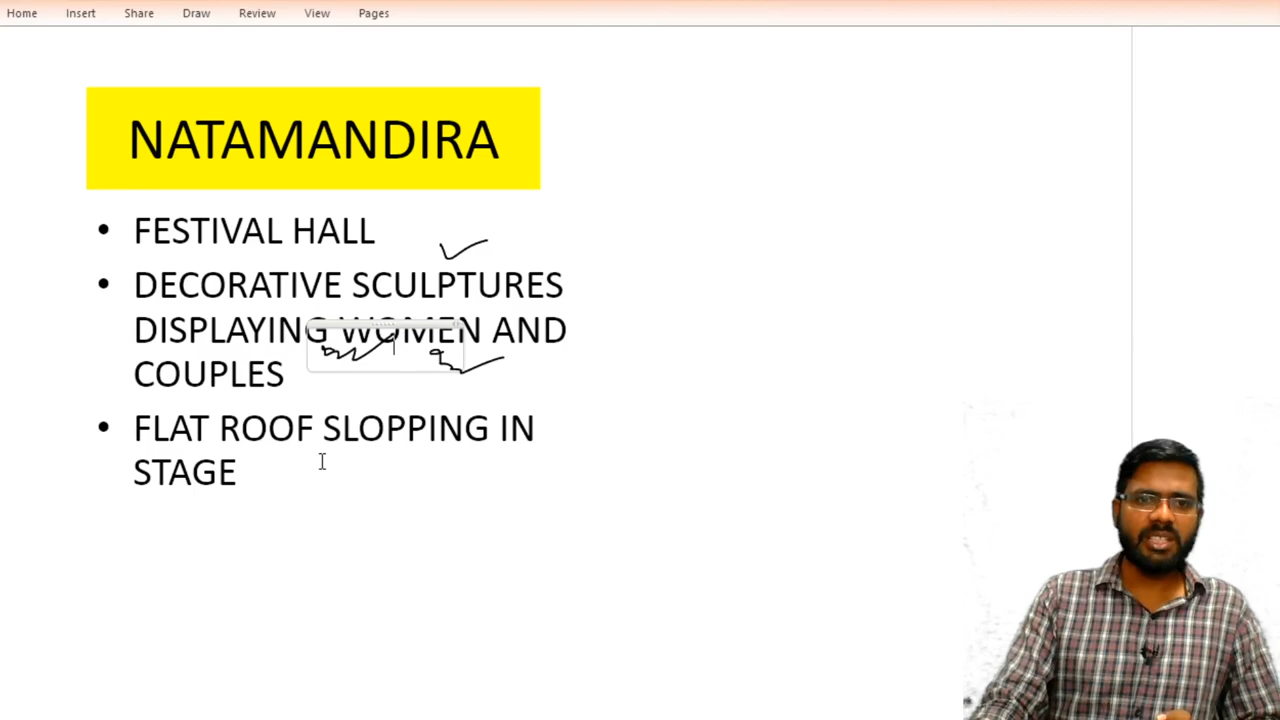 Home Insert Share Draw Review View Pages
NATAMANDIRA
• FESTIVAL HALL
• DECORATIVE SCULPTURES
DISPLAYING WOMEN AND
COUPLES
• FLAT ROOF SLOPPING IN
STAGE